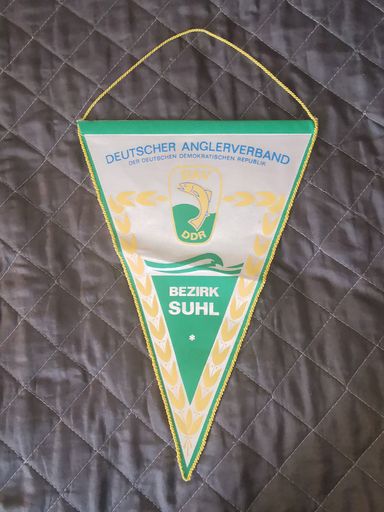 DEUTSCHER ANGLERVERBAND
DER DEUTSCHEN DEMOKRATISCHEN REPUBLIK
DAV
DDR
BEZIRK
SUHL
*